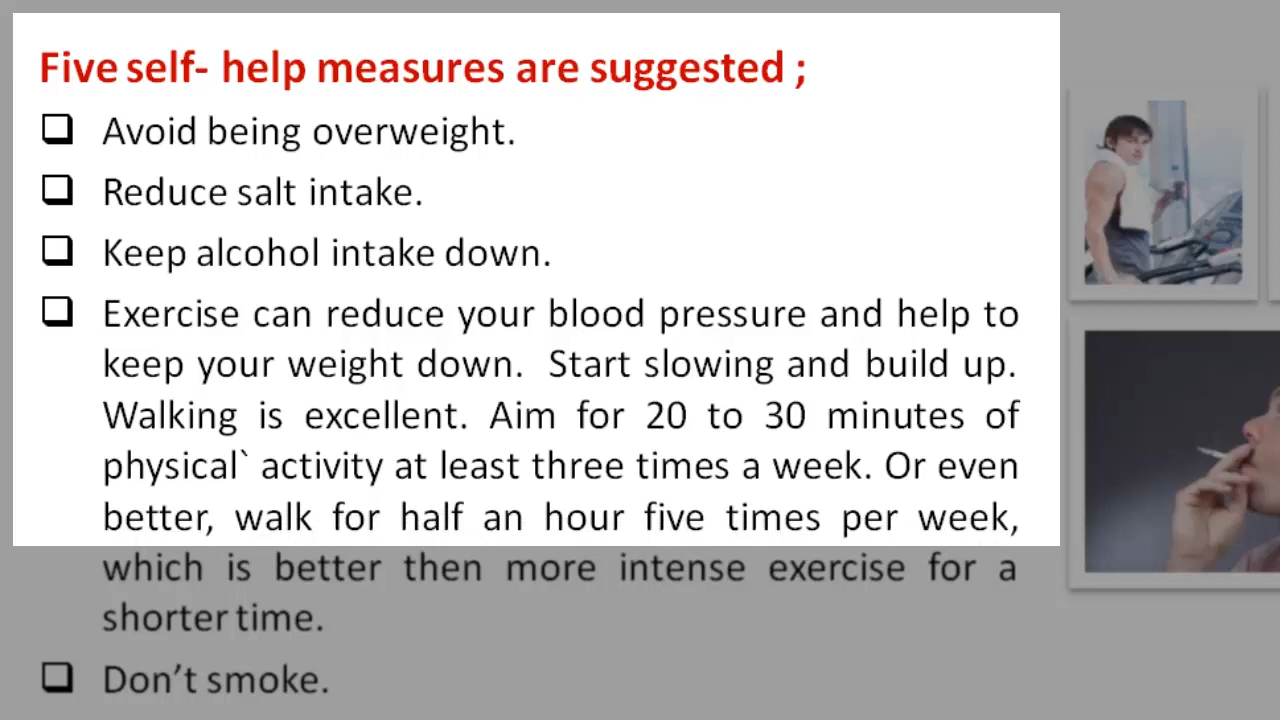 Five self- help measures are suggested ;
❑ Avoid being overweight.
❑ Reduce salt intake.
❑ Keep alcohol intake down.
❑ Exercise can reduce your blood pressure and help to
keep your weight down. Start slowing and build up.
Walking is excellent. Aim for 20 to 30 minutes of
physical` activity at least three times a week. Or even
better, walk for half an hour five times per week,
which is better then more intense exercise for a
shorter time.
❑ Don’t smoke.